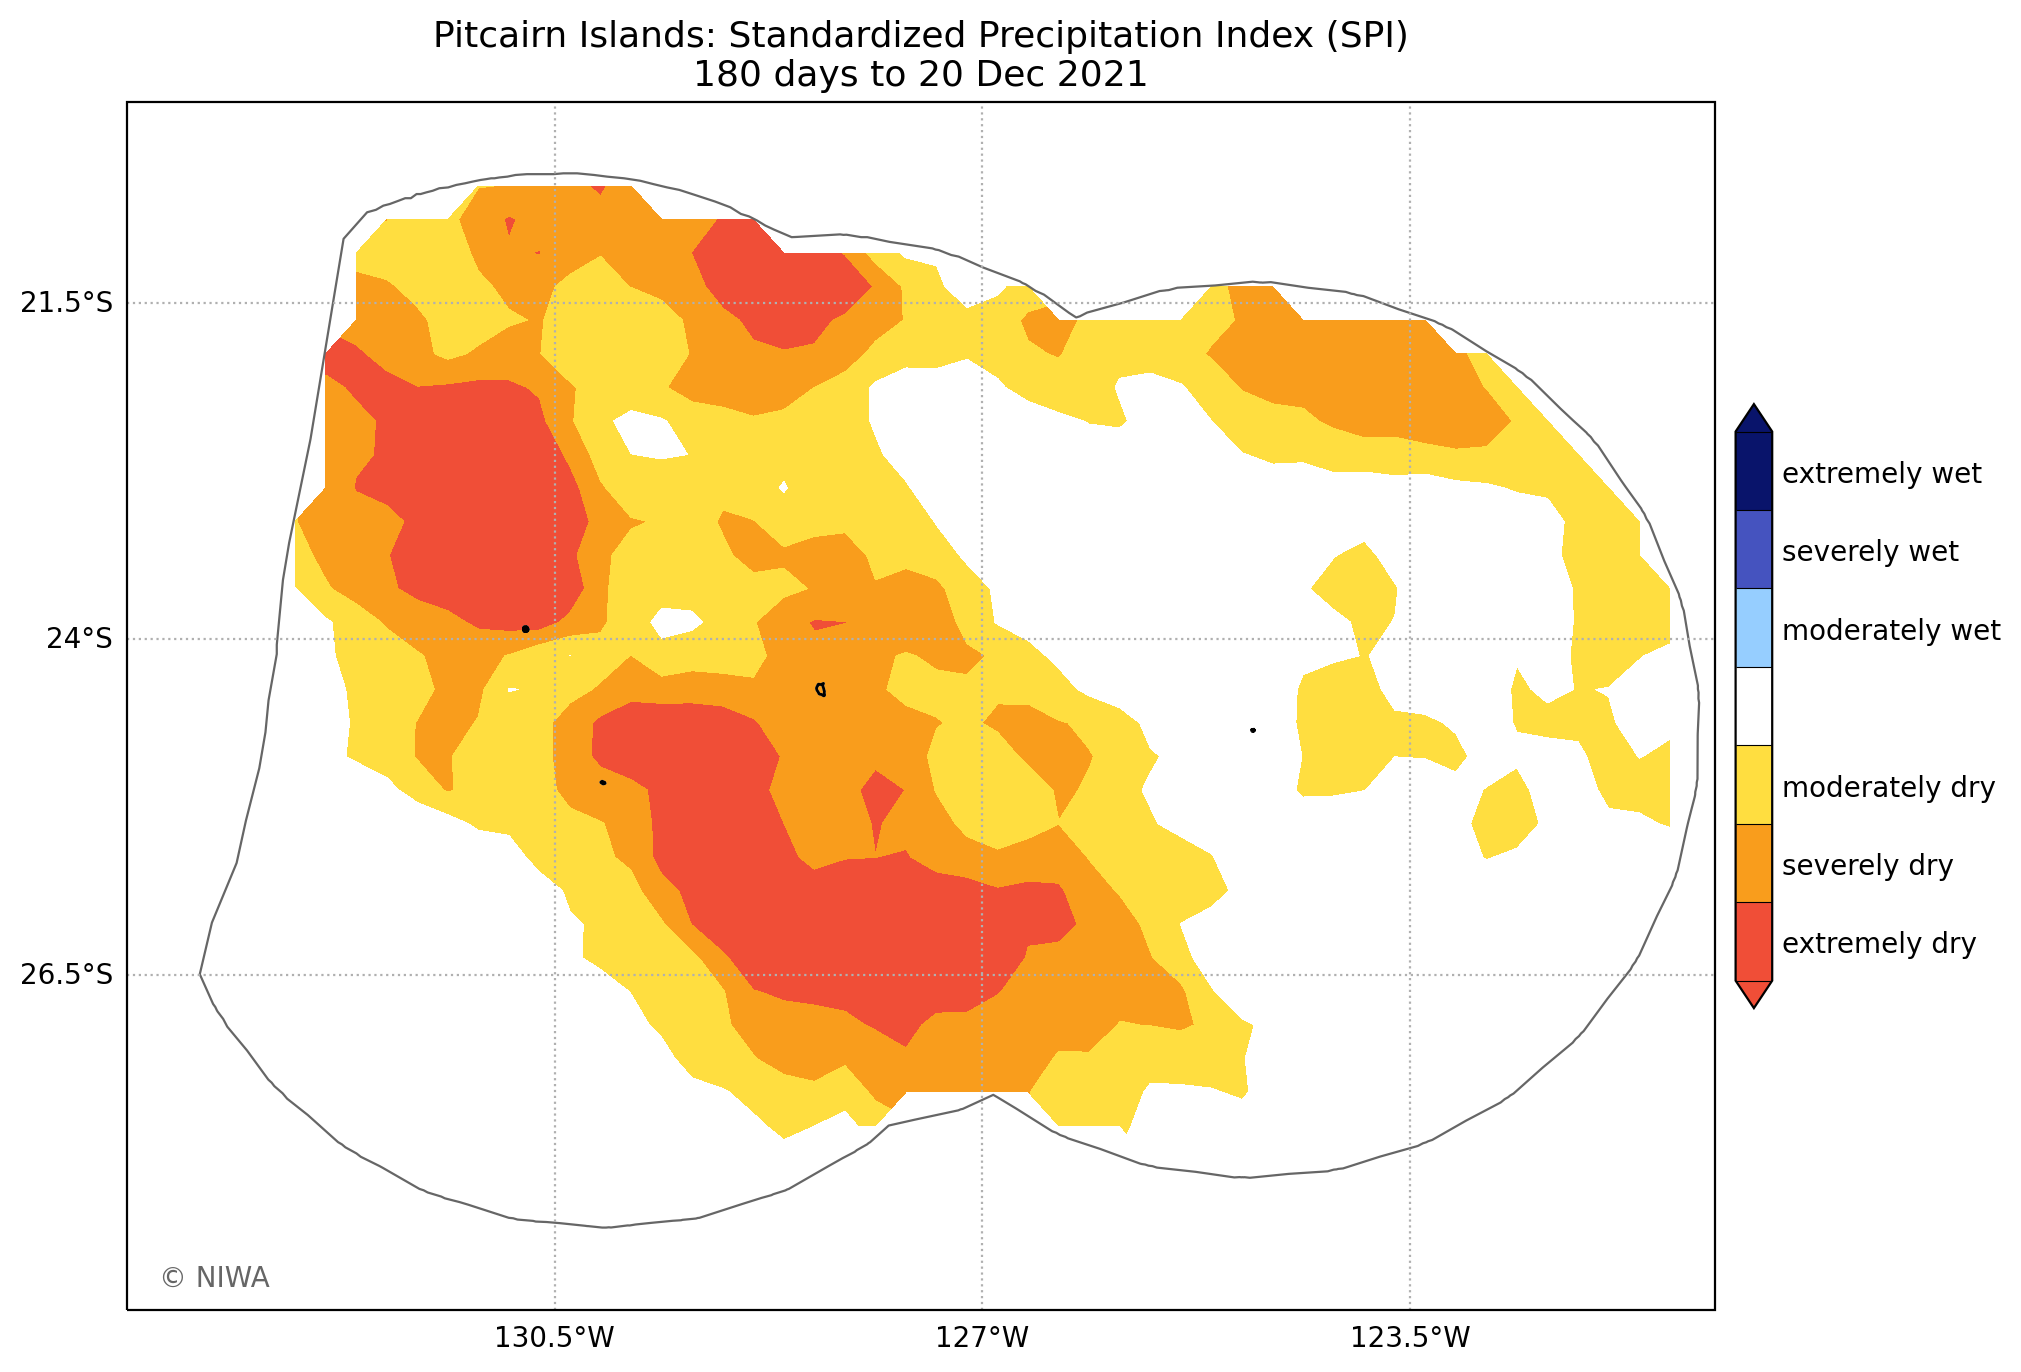 Pitcairn Islands: Standardized Precipitation Index (SPI)
180 days to 20 Dec 2021
21.5°S
24°S
26.5°S
130.5°W
127°W
123.5°W
extremely wet
severely wet
moderately wet
moderately dry
severely dry
extremely dry
© NIWA